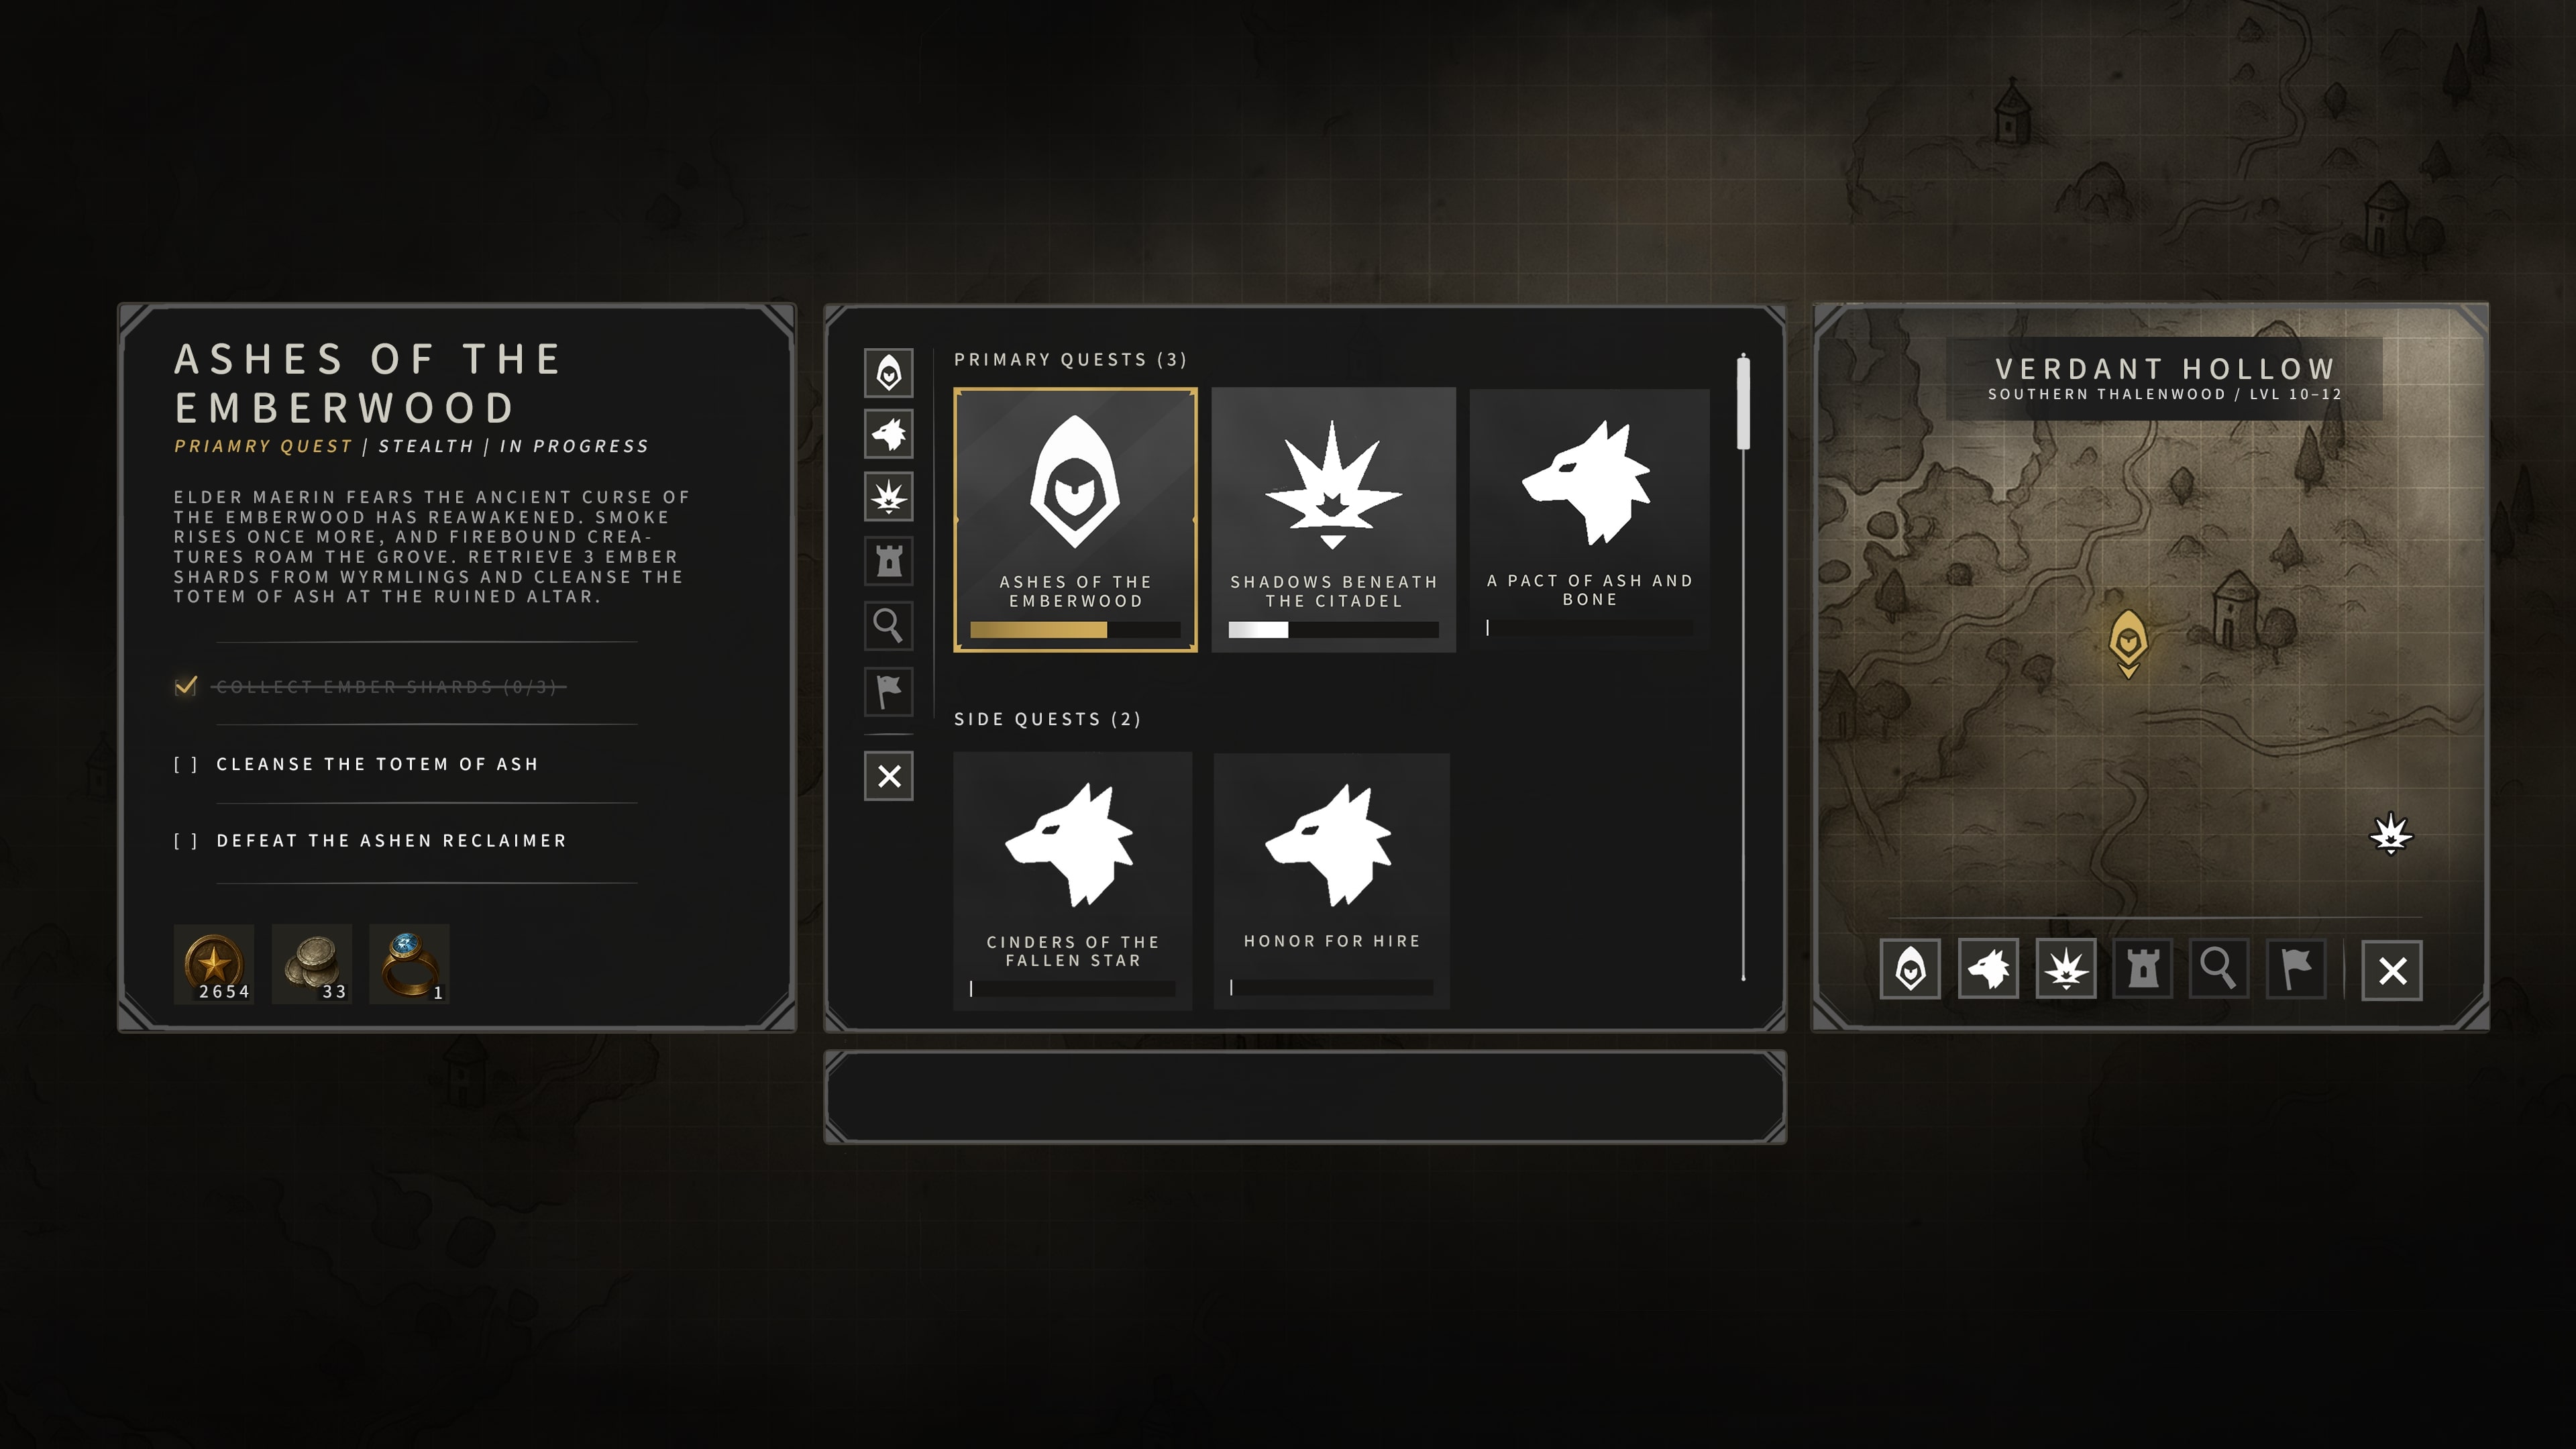 ASHES OF THE
EMBERWOOD
PRIAMRY QUEST | STEALTH | IN PROGRESS
ELDER MAERIN FEARS THE ANCIENT CURSE OF
THE EMBERWOOD HAS REAWAKENED. SMOKE
RISES ONCE MORE, AND FIREBOUND CREA-
TURES ROAM THE GROVE. RETRIEVE 3 EMBER
SHARDS FROM WYRMLINGS AND CLEANSE THE
TOTEM OF ASH AT THE RUINED ALTAR.
COLLECT EMBER SHARDS (0/3)
[ ] CLEANSE THE TOTEM OF ASH
[ ] DEFEAT THE ASHEN RECLAIMER
2654
33
1
PRIMARY QUESTS (3)
ASHES OF THE
EMBERWOOD
SHADOWS BENEATH
THE CITADEL
A PACT OF ASH AND
BONE
SIDE QUESTS (2)
CINDERS OF THE
FALLEN STAR
HONOR FOR HIRE
VERDANT HOLLOW
SOUTHERN THALENWOOD / LVL 10–12